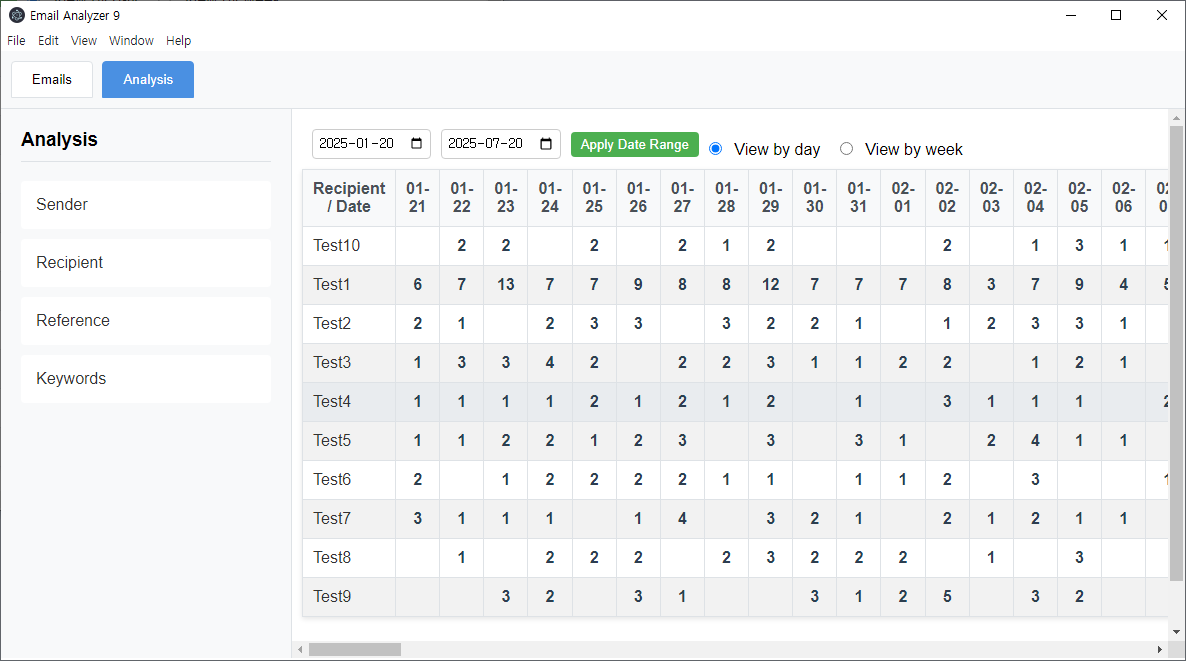 Email Analyzer 9
File Edit View Window Help
Emails Analysis
Analysis
Sender
Recipient
Reference
Keywords
2025-01-20 2025-07-20 Apply Date Range View by day View by week
Recipient / Date 01-21 01-22 01-23 01-24 01-25 01-26 01-27 01-28 01-29 01-30 01-31 02-01 02-02 02-03 02-04 02-05 02-06
Test10 2 2 2 2 1 2 2 1 3 1
Test1 6 7 13 7 7 9 8 8 12 7 7 7 8 3 7 9 4
Test2 2 1 2 3 3 3 2 2 1 1 2 3 3 1
Test3 1 3 3 4 2 2 2 3 1 1 2 2 1 2 1
Test4 1 1 1 1 2 1 2 1 2 1 3 1 1 1
Test5 1 1 2 2 1 2 3 3 3 1 2 4 1 1
Test6 2 1 2 2 2 2 1 1 1 1 2 3
Test7 3 1 1 1 1 4 3 2 1 2 1 2 1 1
Test8 1 2 2 2 2 3 2 2 2 1 3
Test9 3 2 3 1 3 1 2 5 3 2